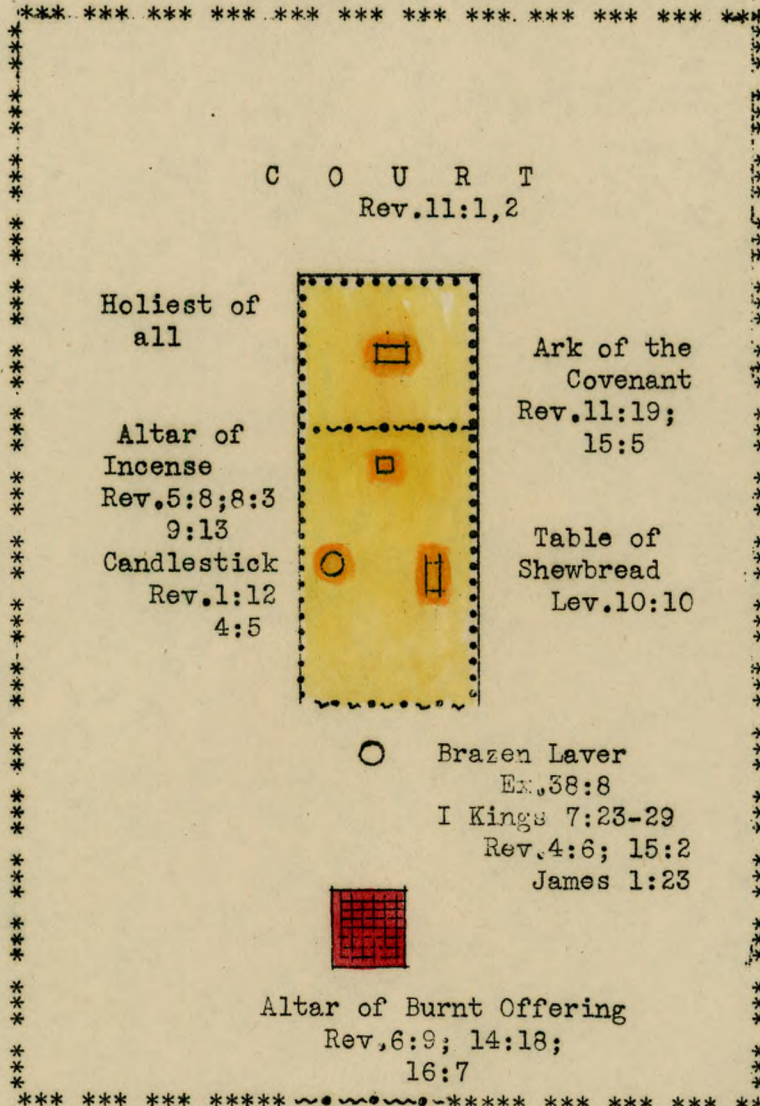 C O U R T
Rev.11:1,2
Holiest of
all
Ark of the
Covenant
Rev.11:19;
15:5
Altar of
Incense
Rev.5:8;8:3
9:13
Candlestick
Rev.1:12
4:5
Table of
Shewbread
Lev.10:10
Brazen Laver
Ex.38:8
I Kings 7:23-29
Rev.4:6; 15:2
James 1:23
Altar of Burnt Offering
Rev.6:9; 14:18;
16:7